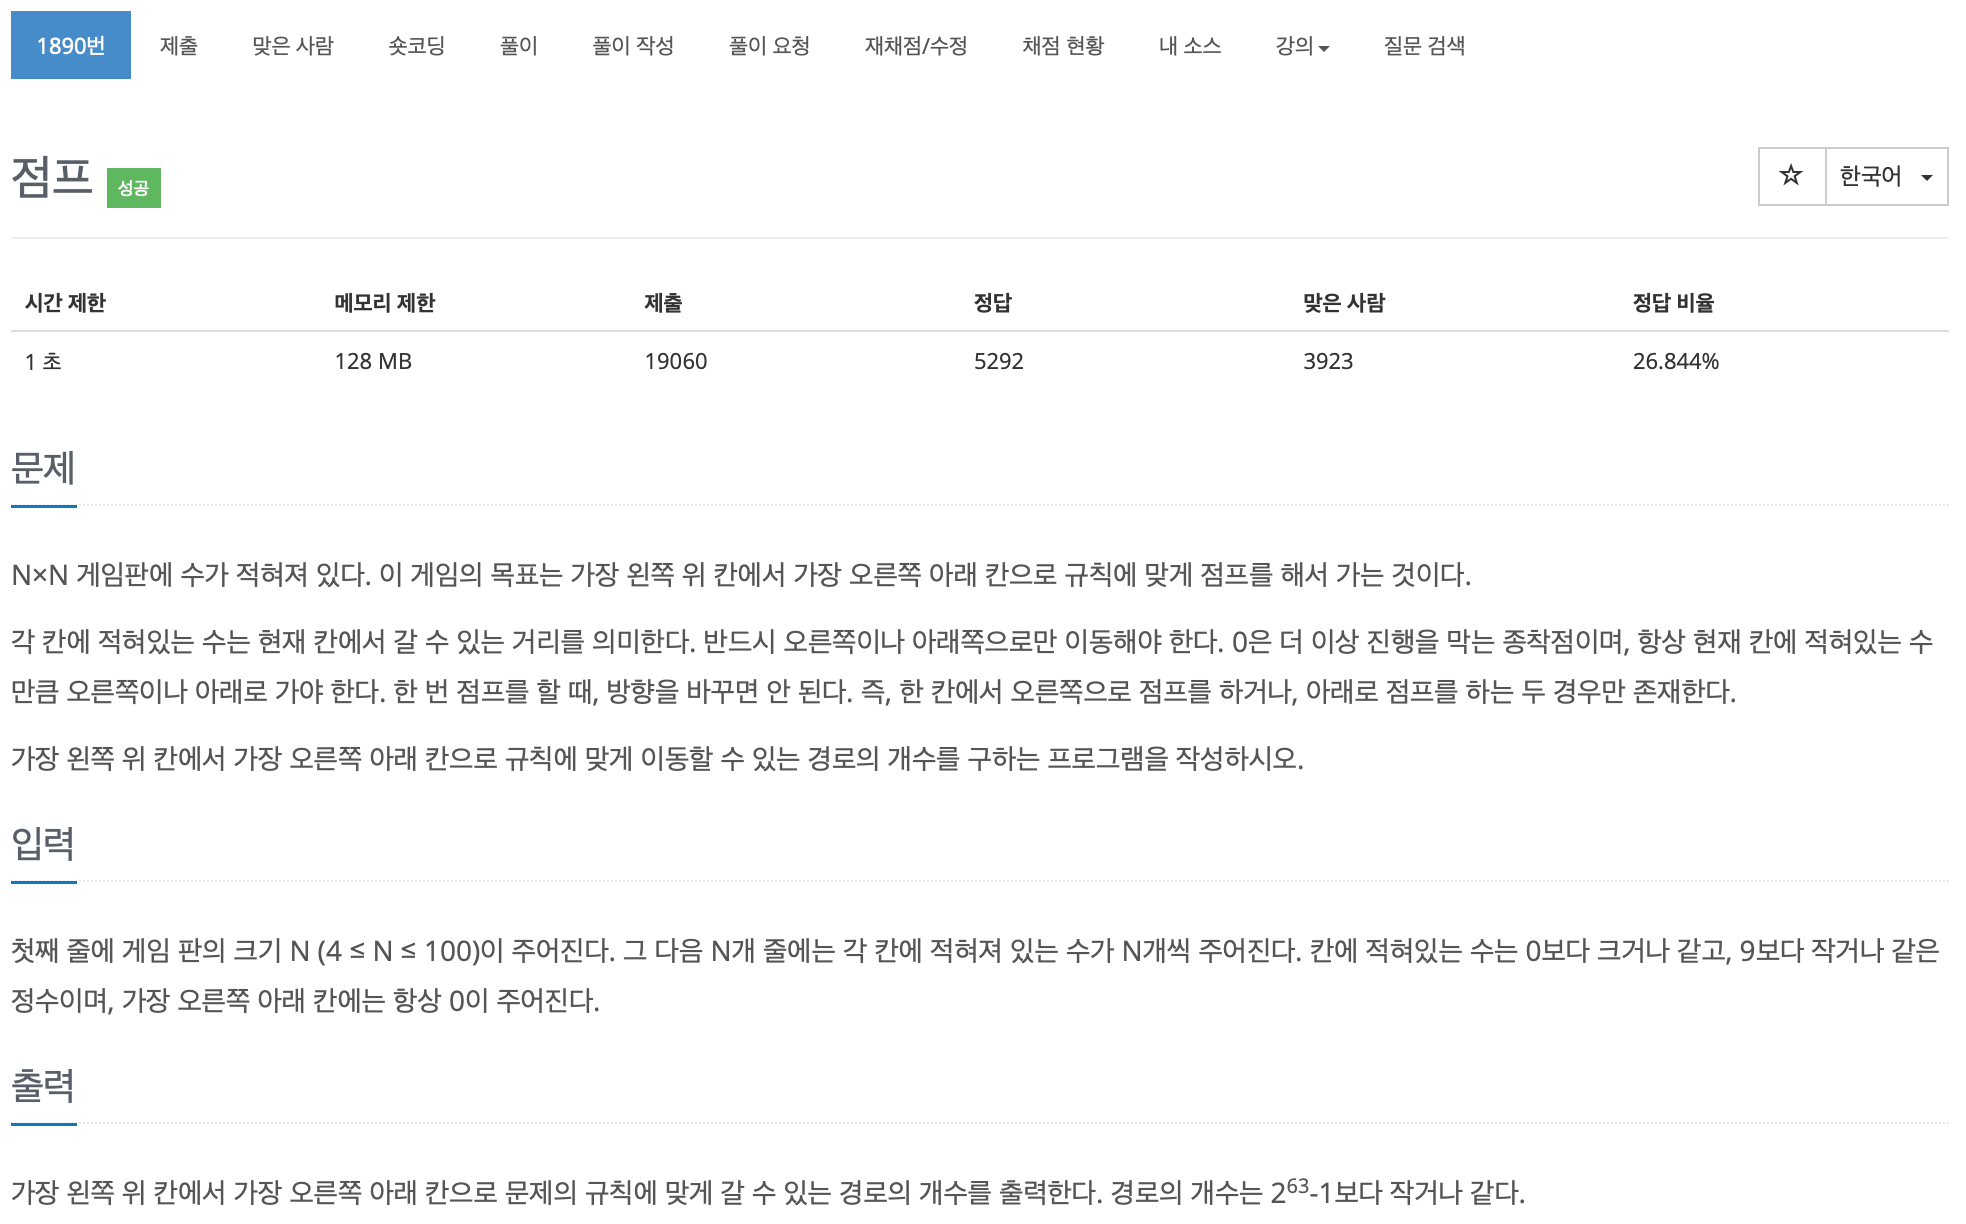 1890번 제출 맞은 사람 숏코딩 풀이 풀이 작성 풀이 요청 재채점/수정 채점 현황 내 소스 강의 질문 검색
점프 성공 ☆ 한국어
시간 제한 메모리 제한 제출 정답 맞은 사람 정답 비율
1 초 128 MB 19060 5292 3923 26.844%
문제
N×N 게임판에 수가 적혀져 있다. 이 게임의 목표는 가장 왼쪽 위 칸에서 가장 오른쪽 아래 칸으로 규칙에 맞게 점프를 해서 가는 것이다.
각 칸에 적혀있는 수는 현재 칸에서 갈 수 있는 거리를 의미한다. 반드시 오른쪽이나 아래쪽으로만 이동해야 한다. 0은 더 이상 진행을 막는 종착점이며, 항상 현재 칸에 적혀있는 수
만큼 오른쪽이나 아래로 가야 한다. 한 번 점프를 할 때, 방향을 바꾸면 안 된다. 즉, 한 칸에서 오른쪽으로 점프를 하거나, 아래로 점프를 하는 두 경우만 존재한다.
가장 왼쪽 위 칸에서 가장 오른쪽 아래 칸으로 규칙에 맞게 이동할 수 있는 경로의 개수를 구하는 프로그램을 작성하시오.
입력
첫째 줄에 게임 판의 크기 N (4 ≤ N ≤ 100)이 주어진다. 그 다음 N개 줄에는 각 칸에 적혀져 있는 수가 N개씩 주어진다. 칸에 적혀있는 수는 0보다 크거나 같고, 9보다 작거나 같은
정수이며, 가장 오른쪽 아래 칸에는 항상 0이 주어진다.
출력
가장 왼쪽 위 칸에서 가장 오른쪽 아래 칸으로 문제의 규칙에 맞게 갈 수 있는 경로의 개수를 출력한다. 경로의 개수는 2⁶³-1보다 작거나 같다.